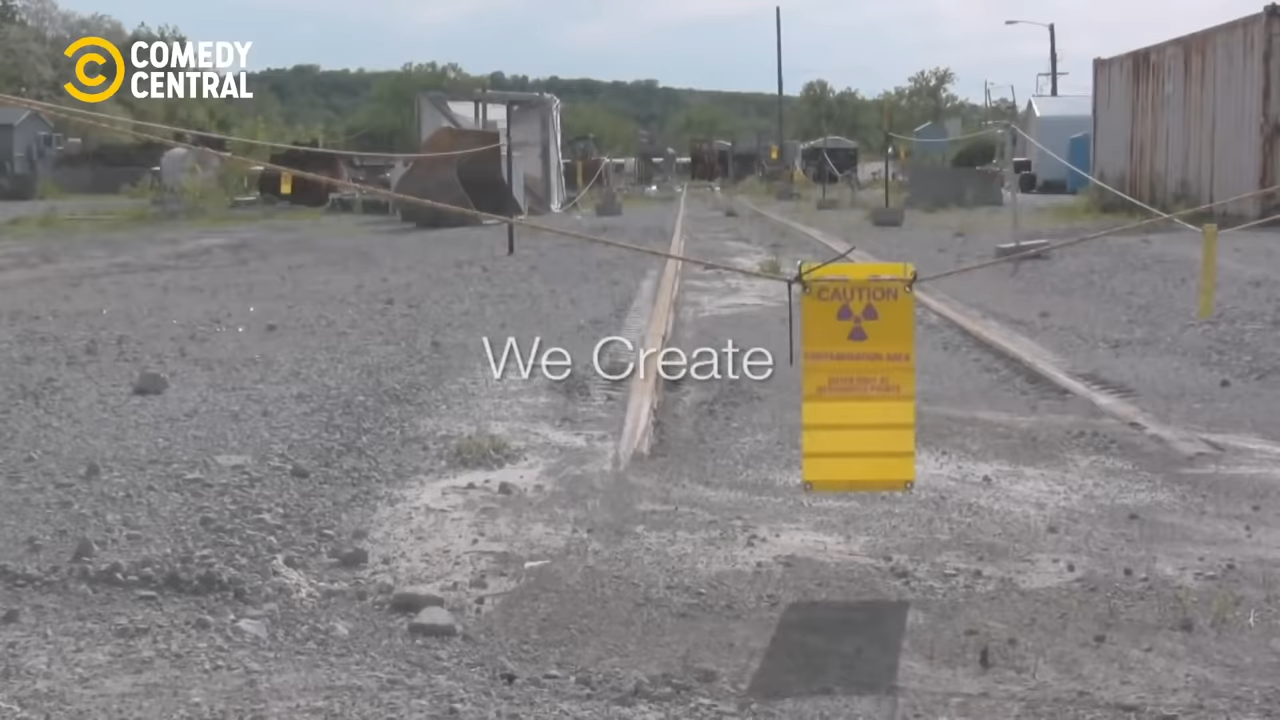 COMEDY
CENTRAL
We Create
CAUTION
CONTAMINATION AREA